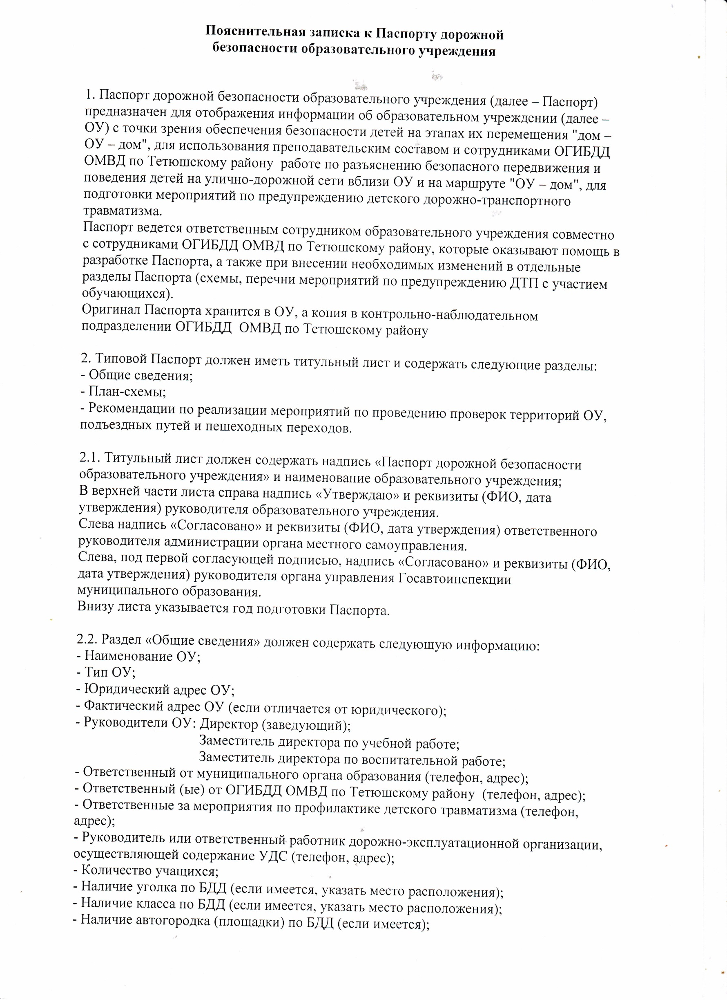 Пояснительная записка к Паспорту дорожной
безопасности образовательного учреждения
1. Паспорт дорожной безопасности образовательного учреждения (далее – Паспорт)
предназначен для отображения информации об образовательном учреждении (далее –
ОУ) с точки зрения обеспечения безопасности детей на этапах их перемещения "дом –
ОУ – дом", для использования преподавательским составом и сотрудниками ОГИБДД
ОМВД по Тетюшскому району  работе по разъяснению безопасного передвижения и
поведения детей на улично-дорожной сети вблизи ОУ и на маршруте "ОУ – дом", для
подготовки мероприятий по предупреждению детского дорожно-транспортного
травматизма.
Паспорт ведется ответственным сотрудником образовательного учреждения совместно
с сотрудниками ОГИБДД ОМВД по Тетюшскому району, которые оказывают помощь в
разработке Паспорта, а также при внесении необходимых изменений в отдельные
разделы Паспорта (схемы, перечни мероприятий по предупреждению ДТП с участием
обучающихся).
Оригинал Паспорта хранится в ОУ, а копия в контрольно-наблюдательном
подразделении ОГИБДД  ОМВД по Тетюшскому району
2. Типовой Паспорт должен иметь титульный лист и содержать следующие разделы:
- Общие сведения;
- План-схемы;
- Рекомендации по реализации мероприятий по проведению проверок территорий ОУ,
подъездных путей и пешеходных переходов.
2.1. Титульный лист должен содержать надпись «Паспорт дорожной безопасности
образовательного учреждения» и наименование образовательного учреждения;
В верхней части листа справа надпись «Утверждаю» и реквизиты (ФИО, дата
утверждения) руководителя образовательного учреждения.
Слева надпись «Согласовано» и реквизиты (ФИО, дата утверждения) ответственного
руководителя администрации органа местного самоуправления.
Слева, под первой согласующей подписью, надпись «Согласовано» и реквизиты (ФИО,
дата утверждения) руководителя органа управления Госавтоинспекции
муниципального образования.
Внизу листа указывается год подготовки Паспорта.
2.2. Раздел «Общие сведения» должен содержать следующую информацию:
- Наименование ОУ;
- Тип ОУ;
- Юридический адрес ОУ;
- Фактический адрес ОУ (если отличается от юридического);
- Руководители ОУ: Директор (заведующий);
Заместитель директора по учебной работе;
Заместитель директора по воспитательной работе;
- Ответственный от муниципального органа образования (телефон, адрес);
- Ответственный (ые) от ОГИБДД ОМВД по Тетюшскому району  (телефон, адрес);
- Ответственные за мероприятия по профилактике детского травматизма (телефон,
адрес);
- Руководитель или ответственный работник дорожно-эксплуатационной организации,
осуществляющей содержание УДС (телефон, адрес);
- Количество учащихся;
- Наличие уголка по БДД (если имеется, указать место расположения);
- Наличие класса по БДД (если имеется, указать место расположения);
- Наличие автогородка (площадки) по БДД (если имеется);